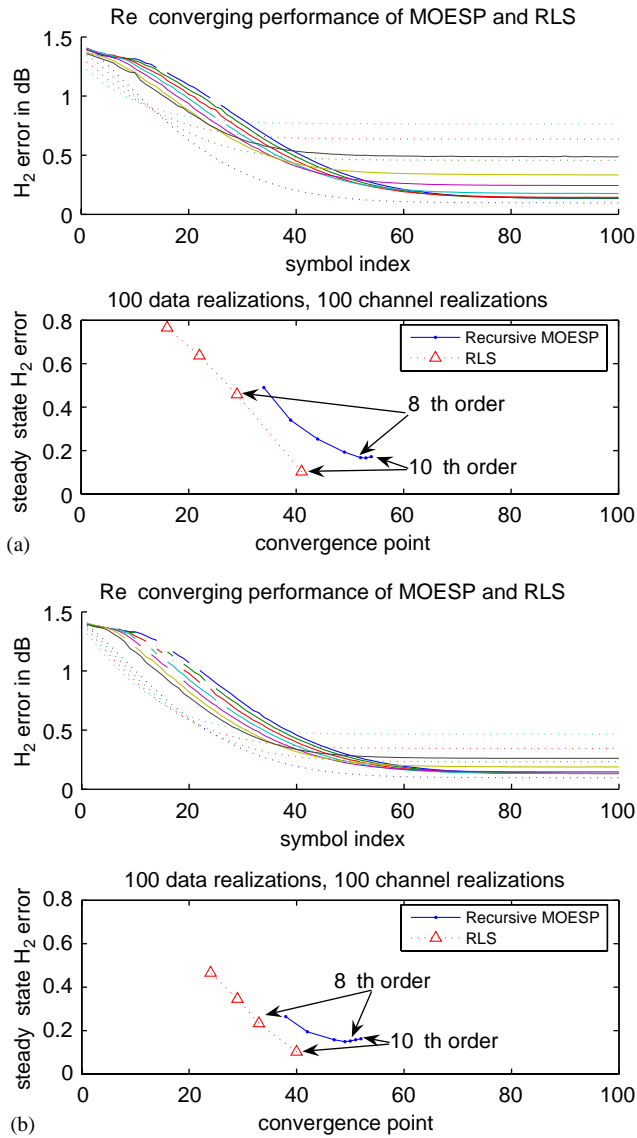 Re converging performance of MOESP and RLS
1.5
1
0.5
0
H2 error in dB
0 20 40 60 80 100
symbol index
100 data realizations, 100 channel realizations
0.8
0.6
0.4
0.2
0
steady state H2 error
Recursive MOESP
RLS
8 th order
10 th order
0 20 40 60 80 100
(a)
convergence point
Re converging performance of MOESP and RLS
1.5
1
0.5
0
H2 error in dB
0 20 40 60 80 100
symbol index
100 data realizations, 100 channel realizations
0.8
0.6
0.4
0.2
0
steady state H2 error
Recursive MOESP
RLS
8 th order
10 th order
0 20 40 60 80 100
(b)
convergence point